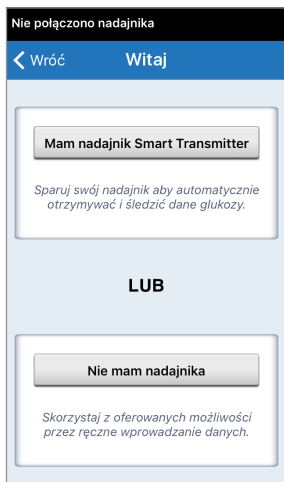 Nie połączono nadajnika
Wróć Witaj
Mam nadajnik Smart Transmitter
Sparuj swój nadajnik aby automatycznie
otrzymywać i śledzić dane glukozy.
LUB
Nie mam nadajnika
Skorzystaj z oferowanych możliwości
przez ręczne wprowadzanie danych.